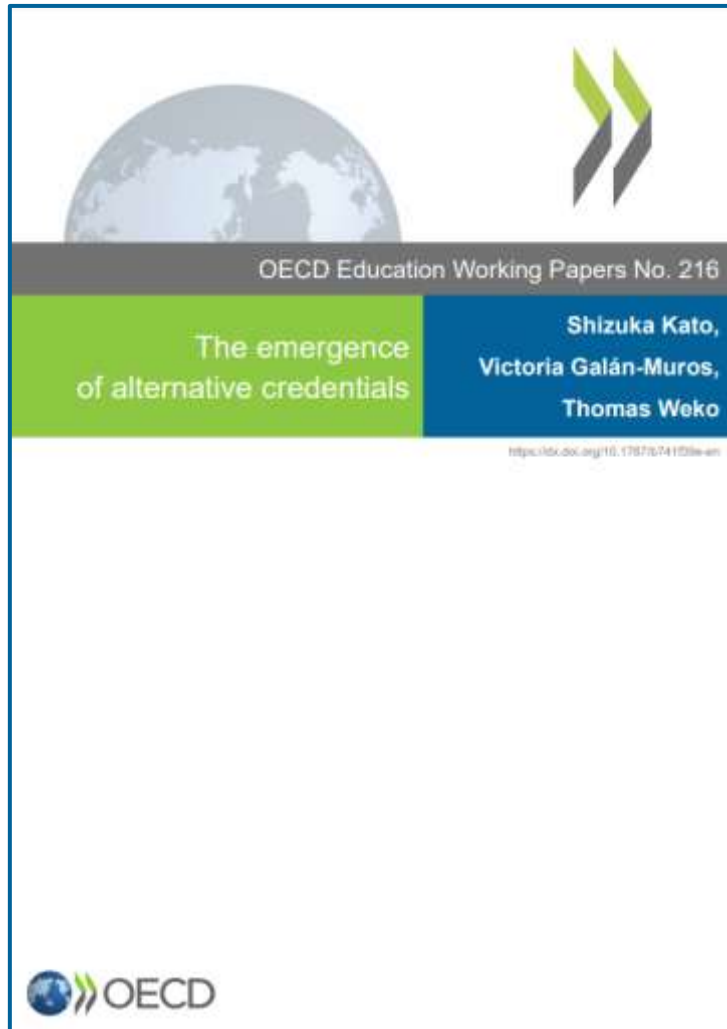 OECD Education Working Papers No. 216
The emergence
of alternative credentials
Shizuka Kato,
Victoria Galán-Muros,
Thomas Weko
OECD